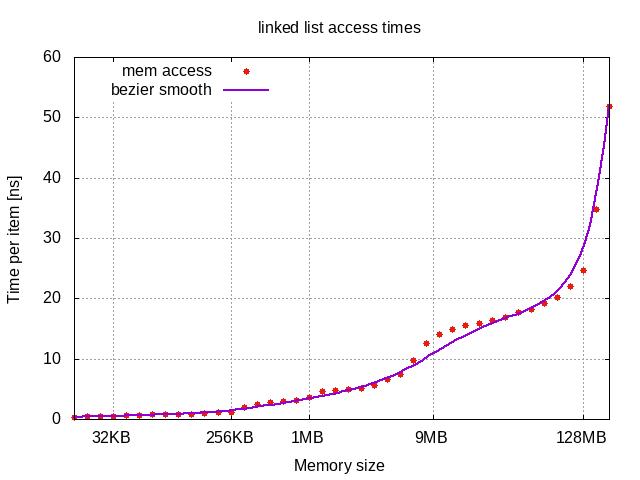 linked list access times
mem access
bezier smooth
60
50
40
30
20
10
0
Time per item [ns]
32KB 256KB 1MB 9MB 128MB
Memory size